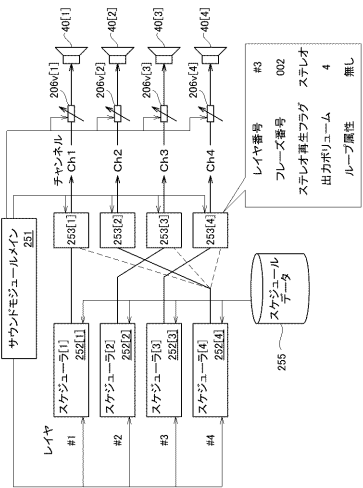 サウンドモジュールメイン
251
レイヤ
#1
#2
#3
#4
スケジューラ[1]
252[1]
スケジューラ[2]
252[2]
スケジューラ[3]
252[3]
スケジューラ[4]
252[4]
スケジュール
データ
255
253[1]
253[2]
253[3]
253[4]
チャンネル
Ch1
Ch2
Ch3
Ch4
206v[1]
206v[2]
206v[3]
206v[4]
40[1]
40[2]
40[3]
40[4]
レイヤ番号 #3
フレーズ番号 002
ステレオ再生フラグ ステレオ
出力ボリューム 4
ループ属性 無し